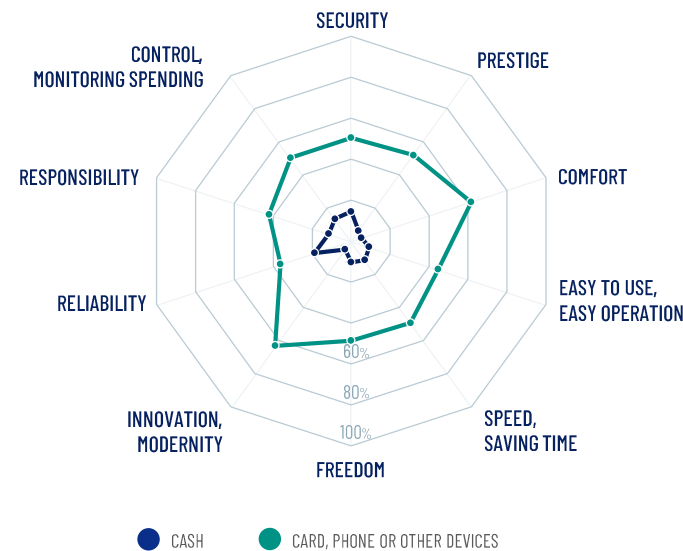 SECURITY
CONTROL,
MONITORING SPENDING
PRESTIGE
RESPONSIBILITY
COMFORT
RELIABILITY
EASY TO USE,
EASY OPERATION
60%
80%
100%
INNOVATION,
MODERNITY
SPEED,
SAVING TIME
FREEDOM
CASH
CARD, PHONE OR OTHER DEVICES